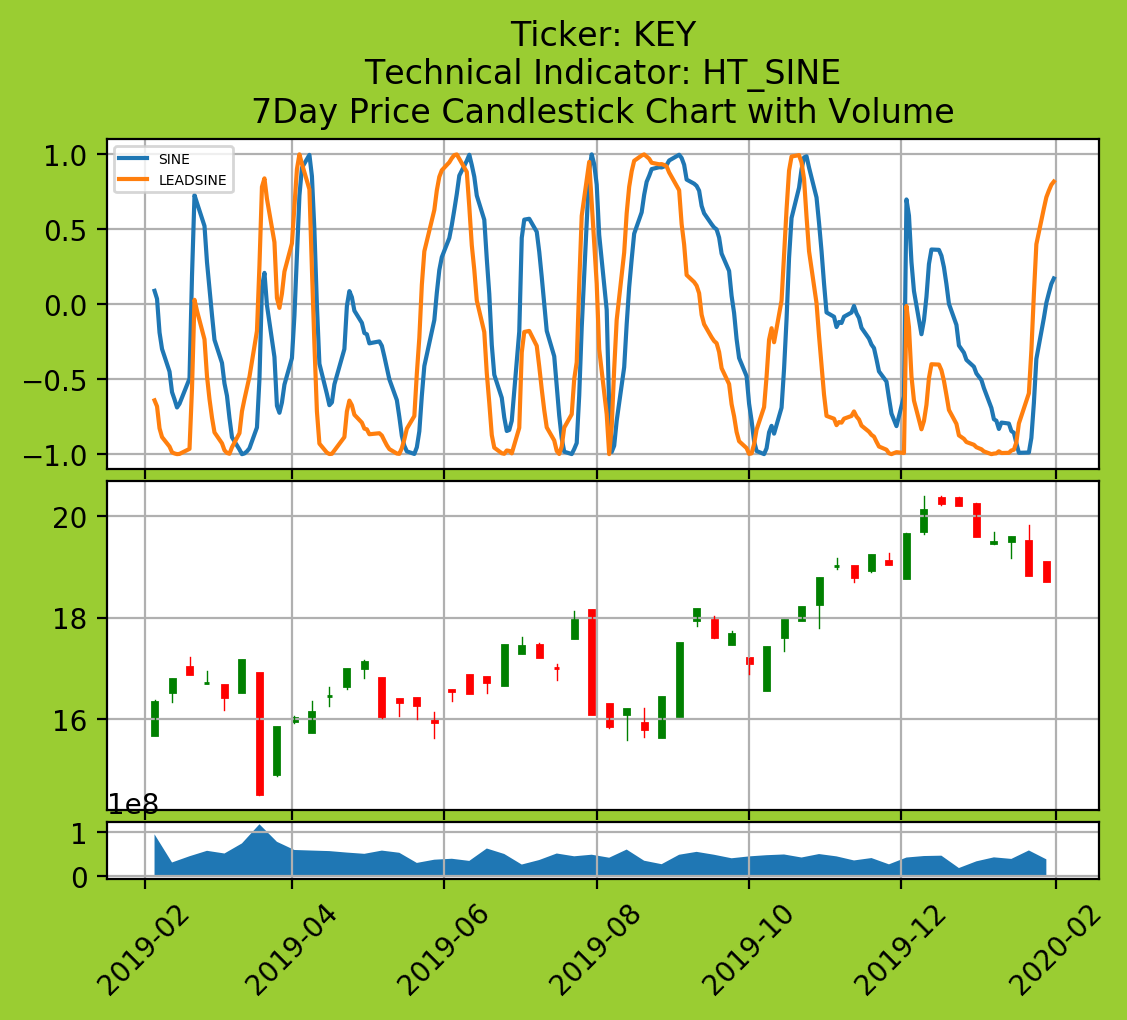 Ticker: KEY
Technical Indicator: HT_SINE
7Day Price Candlestick Chart with Volume
SINE
LEADSINE
1.0
0.5
0.0
−0.5
−1.0
20
18
16
1e8
1
0
2019-02
2019-04
2019-06
2019-08
2019-10
2019-12
2020-02